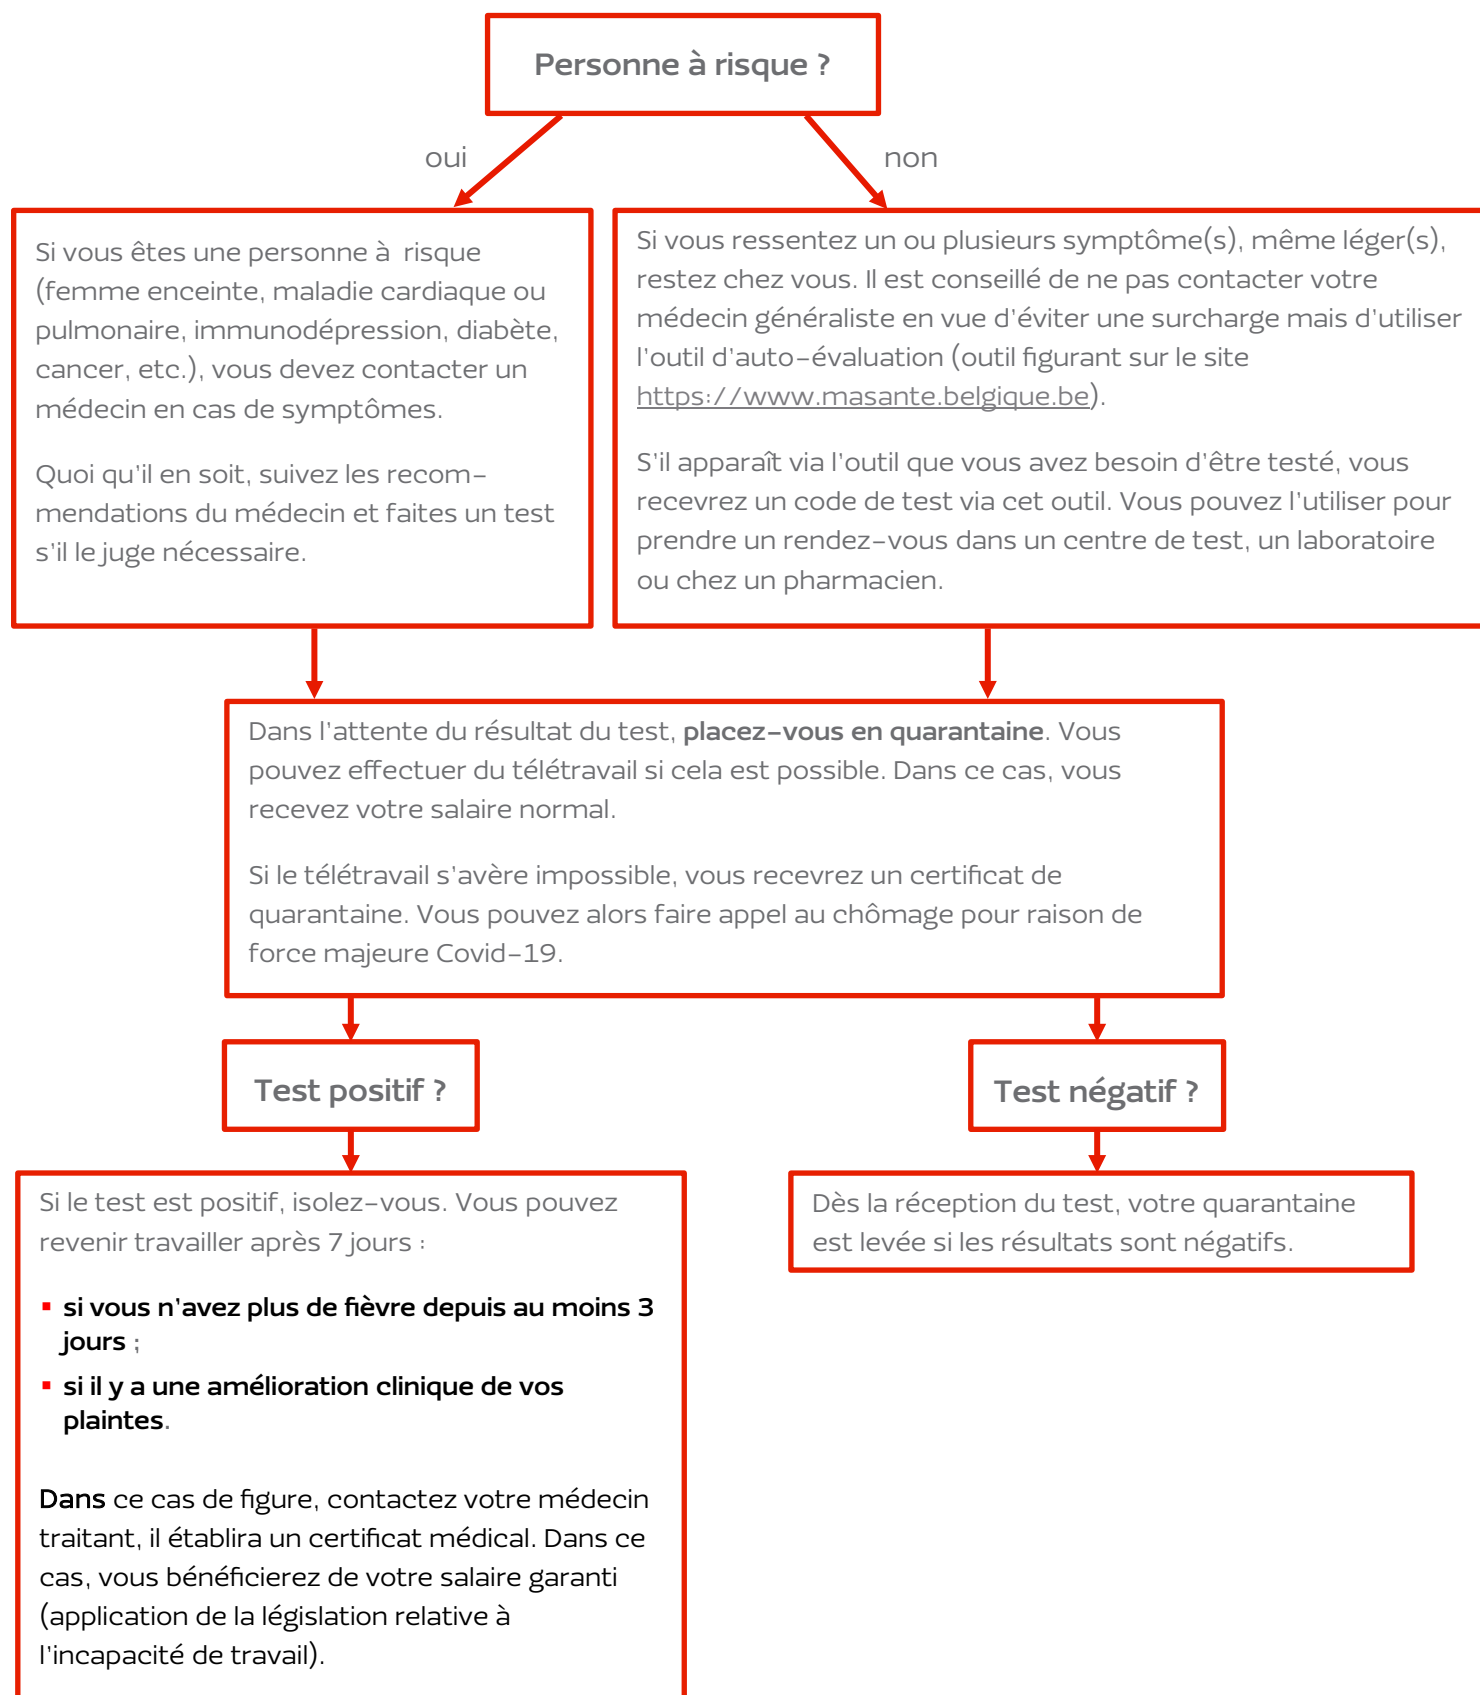 Personne à risque ?
oui
non
Si vous êtes une personne à risque
(femme enceinte, maladie cardiaque ou
pulmonaire, immunodépression, diabète,
cancer, etc.), vous devez contacter un
médecin en cas de symptômes.
Quoi qu'il en soit, suivez les recom-
mendations du médecin et faites un test
s'il le juge nécessaire.
Si vous ressentez un ou plusieurs symptôme(s), même léger(s),
restez chez vous. Il est conseillé de ne pas contacter votre
médecin généraliste en vue d'éviter une surcharge mais d'utiliser
l'outil d'auto-évaluation (outil figurant sur le site
https://www.masante.belgique.be).
S'il apparaît via l'outil que vous avez besoin d'être testé, vous
recevrez un code de test via cet outil. Vous pouvez l'utiliser pour
prendre un rendez-vous dans un centre de test, un laboratoire
ou chez un pharmacien.
Dans l'attente du résultat du test, placez-vous en quarantaine. Vous
pouvez effectuer du télétravail si cela est possible. Dans ce cas, vous
recevez votre salaire normal.
Si le télétravail s'avère impossible, vous recevrez un certificat de
quarantaine. Vous pouvez alors faire appel au chômage pour raison de
force majeure Covid-19.
Test positif ?
Test négatif ?
Si le test est positif, isolez-vous. Vous pouvez
revenir travailler après 7 jours :
▪ si vous n'avez plus de fièvre depuis au moins 3
jours ;
▪ si il y a une amélioration clinique de vos
plaintes.
Dans ce cas de figure, contactez votre médecin
traitant, il établira un certificat médical. Dans ce
cas, vous bénéficierez de votre salaire garanti
(application de la législation relative à
l'incapacité de travail).
Dès la réception du test, votre quarantaine
est levée si les résultats sont négatifs.